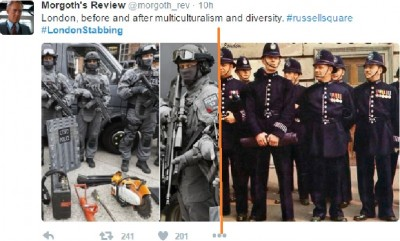 Morgoth's Review @morgoth_rev · 10h
London, before and after multiculturalism and diversity. #russellsquare
#LondonStabbing
241 201